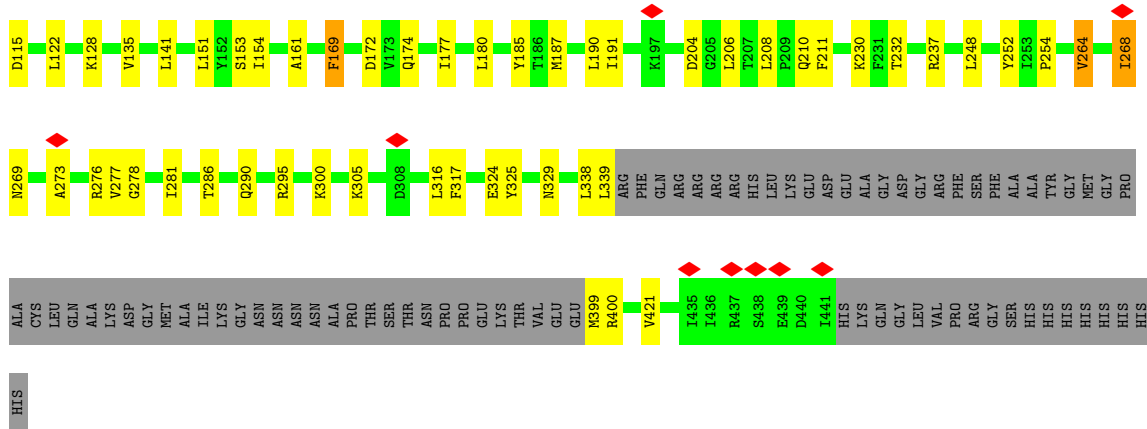 D115 L122 K128 V135 L141 L151 Y152 S153 I154 A161 F169 D172 V173 Q174 I177 L180 Y185 T186 M187 L190 I191 K197 D204 G205 L206 T207 L208 P209 Q210 F211 K230 F231 T232 R237 L248 Y252 I253 P254 V264 I268
N269 A273 R276 V277 G278 I281 T286 Q290 R295 K300 K305 D308 L316 F317 E324 Y325 N329 L338 L339 ARG PHE GLN ARG ARG ARG ARG HIS LEU LYS GLU ASP GLU ALA GLY ASP GLY ARG PHE SER PHE ALA ALA TYR GLY MET GLY PRO
ALA CYS LEU GLN ALA LYS ASP GLY MET ALA ILE LYS GLY ASN ASN ASN ASN ALA PRO THR SER THR ASN PRO PRO GLU LYS THR VAL GLU GLU M399 R400 V421 I435 I436 R437 S438 E439 D440 I441 HIS LYS GLN GLY LEU VAL PRO ARG GLY SER HIS HIS HIS HIS HIS HIS HIS
HIS